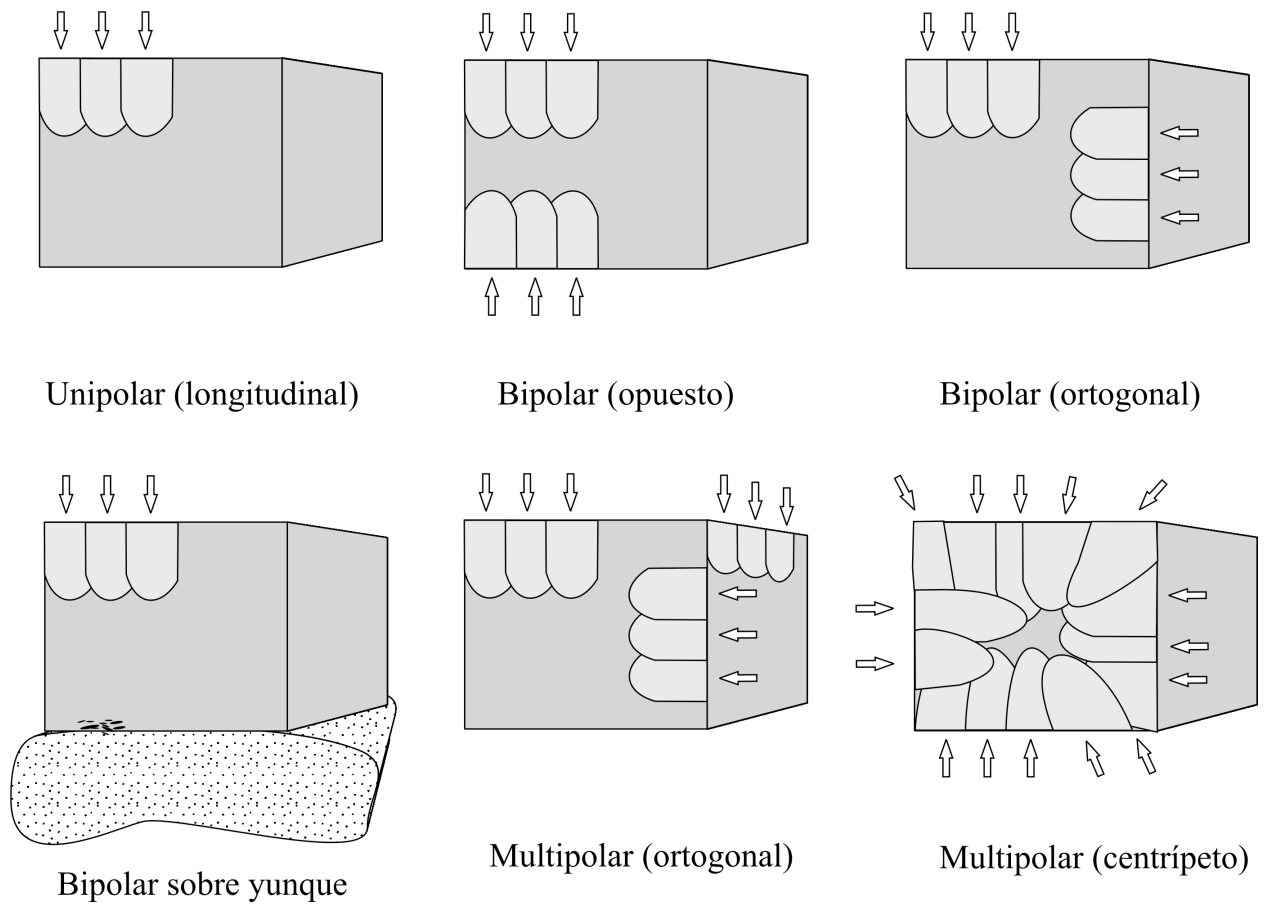 Unipolar (longitudinal)
Bipolar (opuesto)
Bipolar (ortogonal)
Bipolar sobre yunque
Multipolar (ortogonal)
Multipolar (centrípeto)